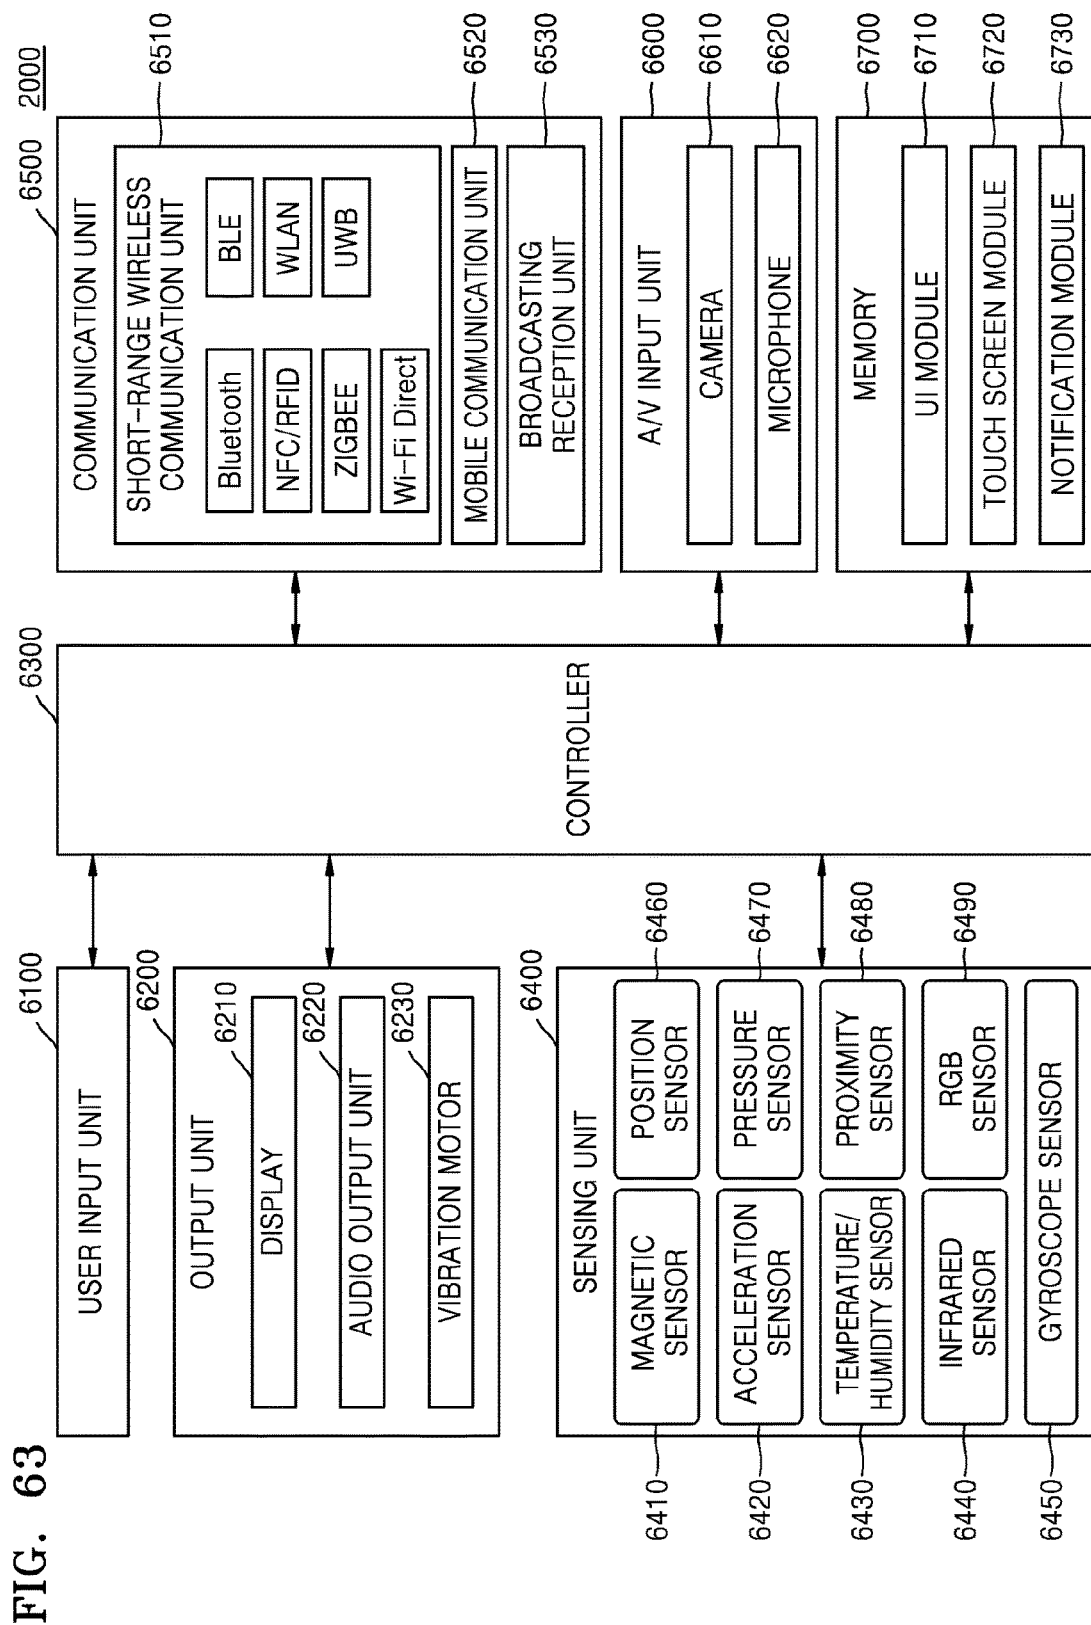 FIG. 63
2000
6100
USER INPUT UNIT
6200
OUTPUT UNIT
6210
DISPLAY
6220
AUDIO OUTPUT UNIT
6230
VIBRATION MOTOR
6400
SENSING UNIT
6410
MAGNETIC
SENSOR
POSITION
SENSOR
6460
6420
ACCELERATION
SENSOR
PRESSURE
SENSOR
6470
6430
TEMPERATURE/
HUMIDITY SENSOR
PROXIMITY
SENSOR
6480
6440
INFRARED
SENSOR
RGB
SENSOR
6490
6450
GYROSCOPE SENSOR
6300
CONTROLLER
6500
COMMUNICATION UNIT
SHORT-RANGE WIRELESS
COMMUNICATION UNIT
6510
Bluetooth
BLE
NFC/RFID
WLAN
ZIGBEE
UWB
Wi-Fi Direct
MOBILE COMMUNICATION UNIT
6520
BROADCASTING
RECEPTION UNIT
6530
A/V INPUT UNIT
6600
CAMERA
6610
MICROPHONE
6620
MEMORY
6700
UI MODULE
6710
TOUCH SCREEN MODULE
6720
NOTIFICATION MODULE
6730